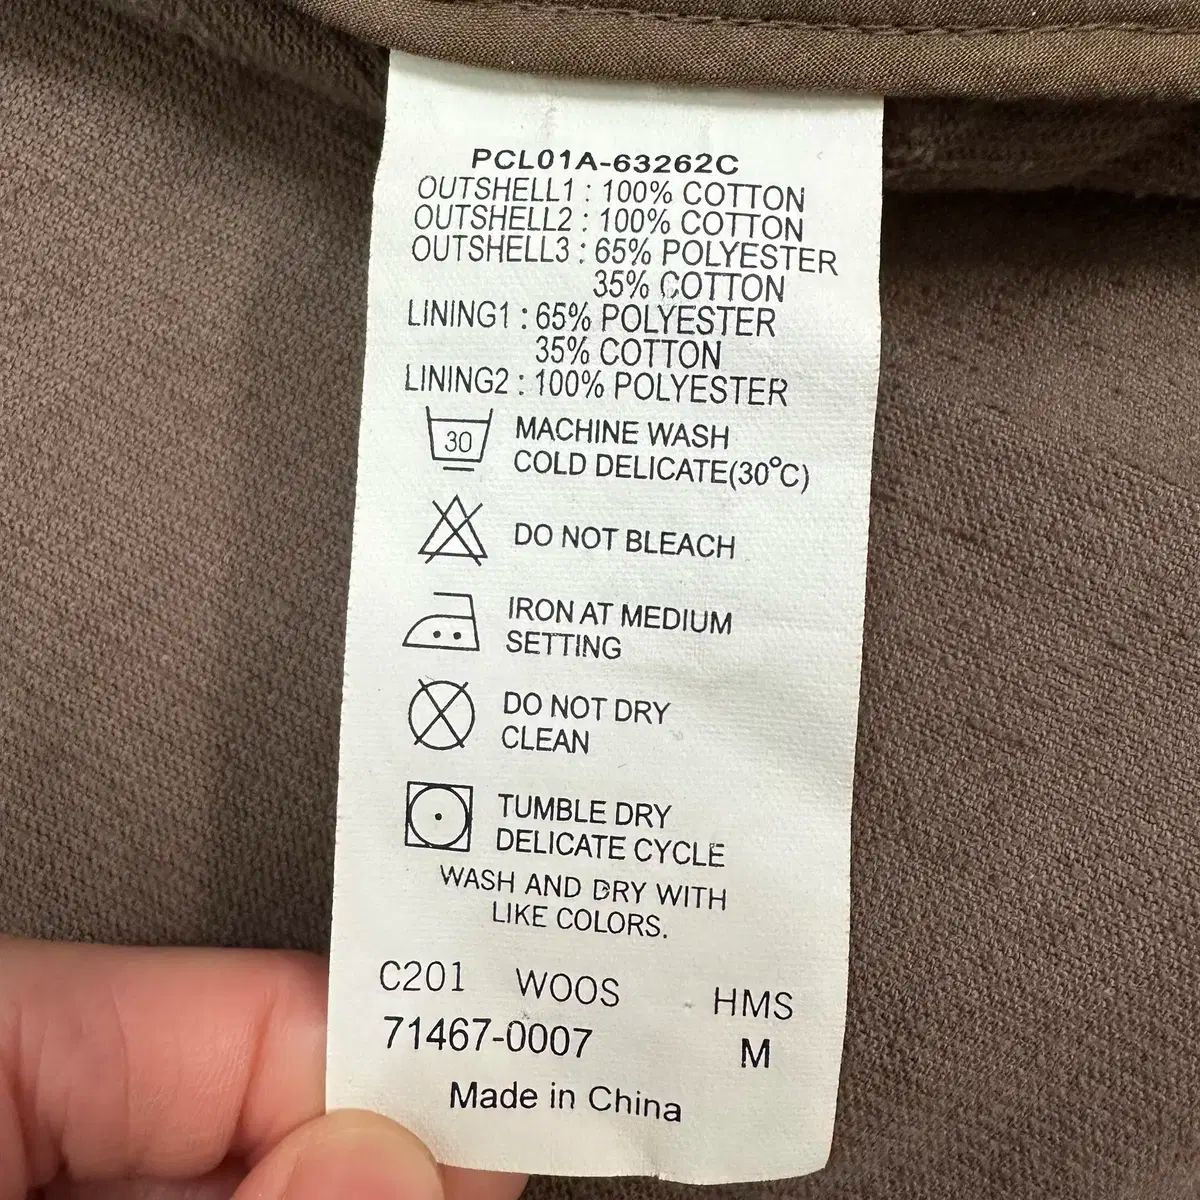 PCL01A-63262C
OUTSHELL1 : 100% COTTON
OUTSHELL2 : 100% COTTON
OUTSHELL3 : 65% POLYESTER
35% COTTON
LINING1 : 65% POLYESTER
35% COTTON
LINING2 : 100% POLYESTER
30 MACHINE WASH
COLD DELICATE(30°C)
DO NOT BLEACH
IRON AT MEDIUM
SETTING
DO NOT DRY
CLEAN
TUMBLE DRY
DELICATE CYCLE
WASH AND DRY WITH
LIKE COLORS.
C201 WOOS HMS
71467-0007 M
Made in China